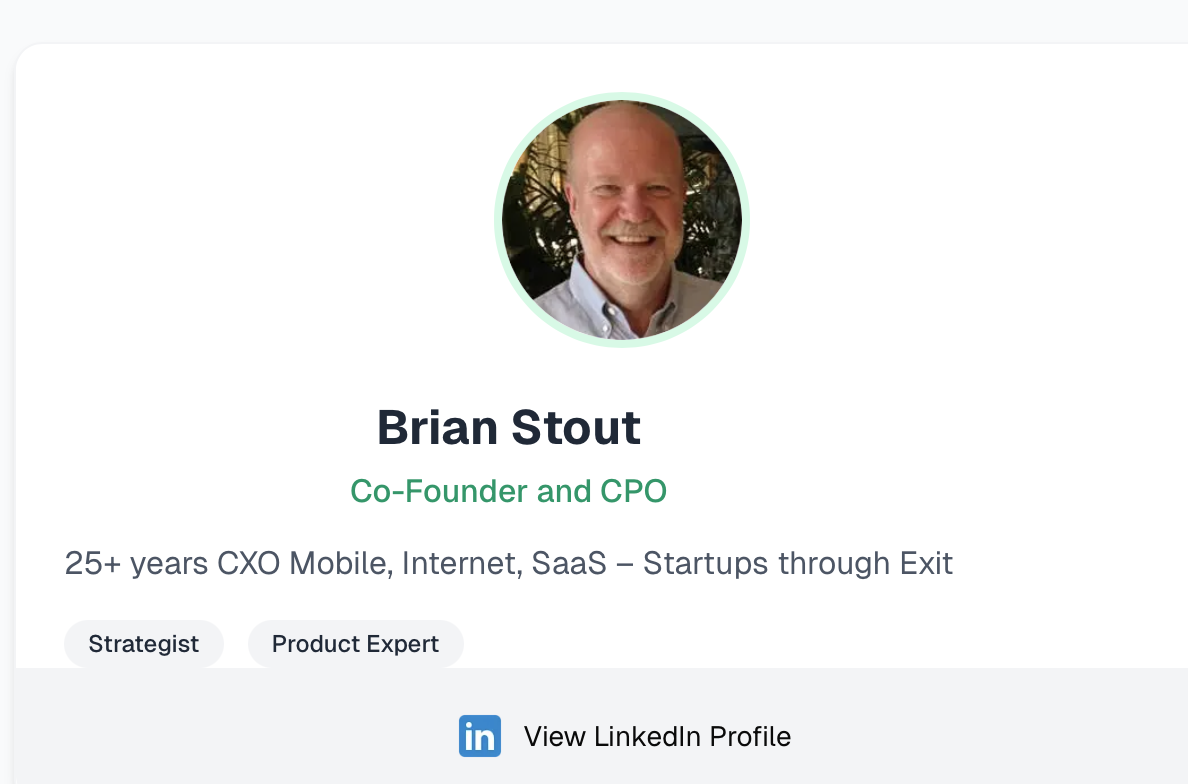 Brian Stout
Co-Founder and CPO
25+ years CXO Mobile, Internet, SaaS – Startups through Exit
Strategist Product Expert
in View LinkedIn Profile